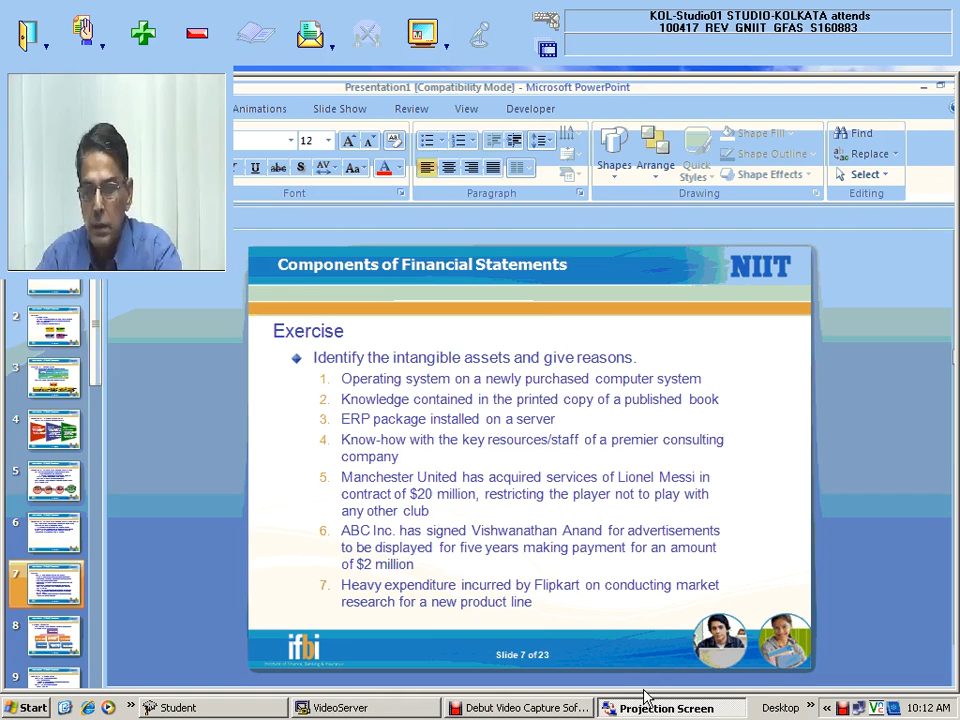 KOL-Studio01 STUDIO-KOLKATA attends
100417 REV GNIIT GFAS S160883
Presentation1 [Compatibility Mode] - Microsoft PowerPoint
Animations Slide Show Review View Developer
12 A A
U abc S AV Aa A
Shapes Arrange Quick Styles
Shape Fill
Shape Outline
Shape Effects
Find
Replace
Select
Font Paragraph Drawing Editing
Components of Financial Statements
NIIT
Exercise
Identify the intangible assets and give reasons.
1. Operating system on a newly purchased computer system
2. Knowledge contained in the printed copy of a published book
3. ERP package installed on a server
4. Know-how with the key resources/staff of a premier consulting
company
5. Manchester United has acquired services of Lionel Messi in
contract of $20 million, restricting the player not to play with
any other club
6. ABC Inc. has signed Vishwanathan Anand for advertisements
to be displayed for five years making payment for an amount
of $2 million
7. Heavy expenditure incurred by Flipkart on conducting market
research for a new product line
ifbi
Institute of Finance, Banking & Insurance
Slide 7 of 23
2
3
4
5
6
7
8
9
Start Student VideoServer Debut Video Capture Sof... Projection Screen Desktop 10:12 AM